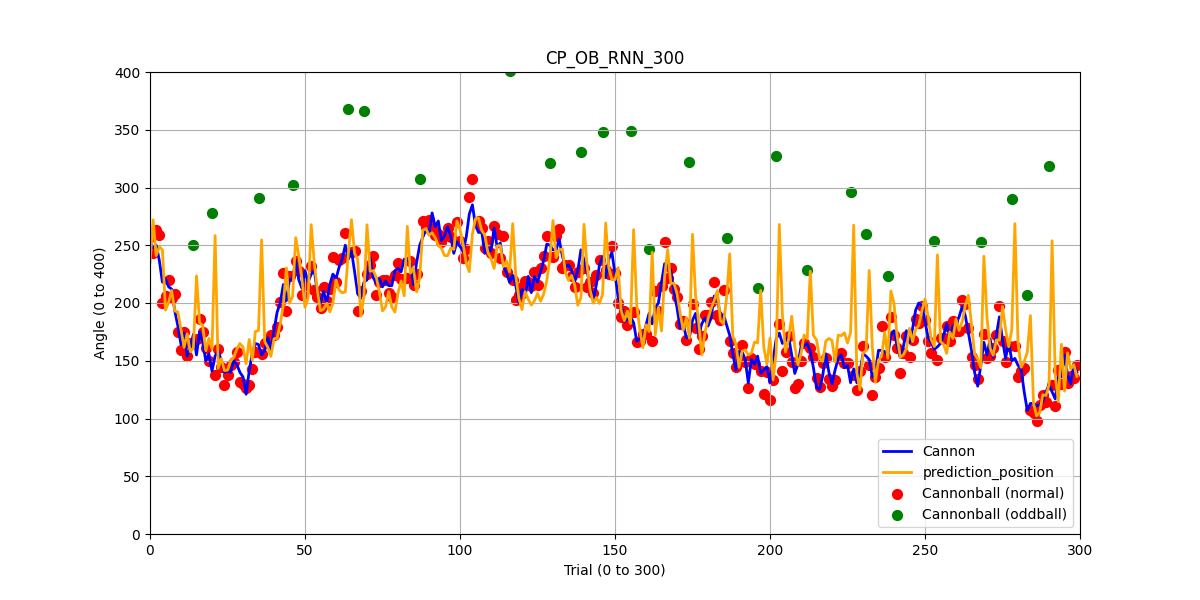 CP_OB_RNN_300
Angle (0 to 400)
400
350
300
250
200
150
100
50
0
0 50 100 150 200 250 300
Trial (0 to 300)
Cannon
prediction_position
Cannonball (normal)
Cannonball (oddball)